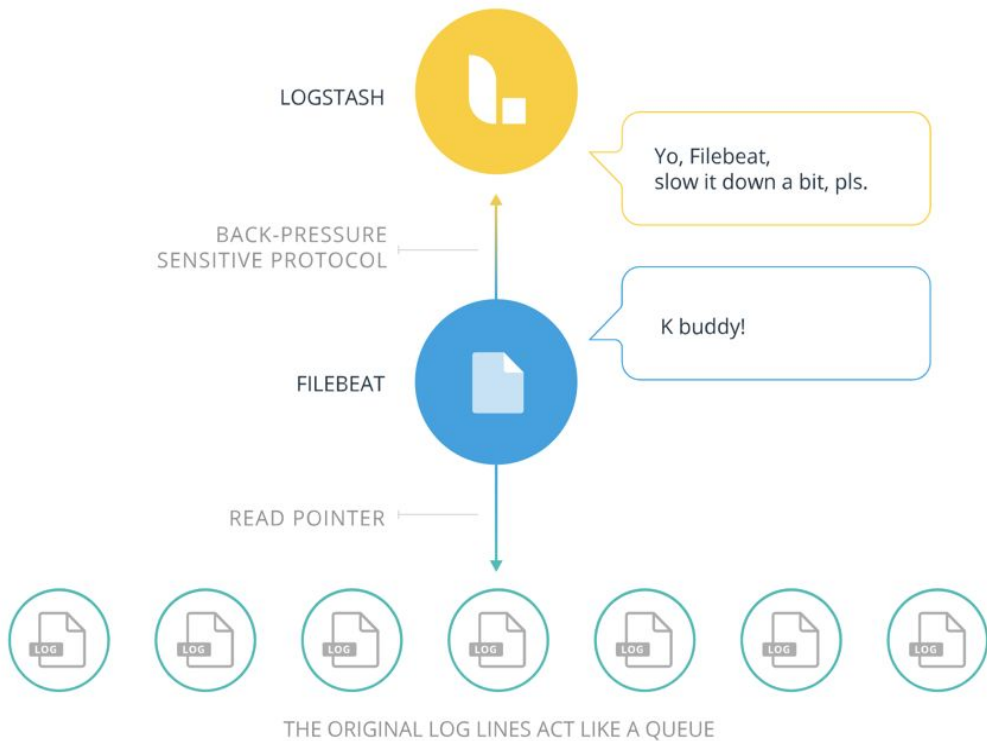 LOGSTASH
Yo, Filebeat,
slow it down a bit, pls.
BACK-PRESSURE
SENSITIVE PROTOCOL
K buddy!
FILEBEAT
READ POINTER
LOG
LOG
LOG
LOG
LOG
LOG
LOG
THE ORIGINAL LOG LINES ACT LIKE A QUEUE